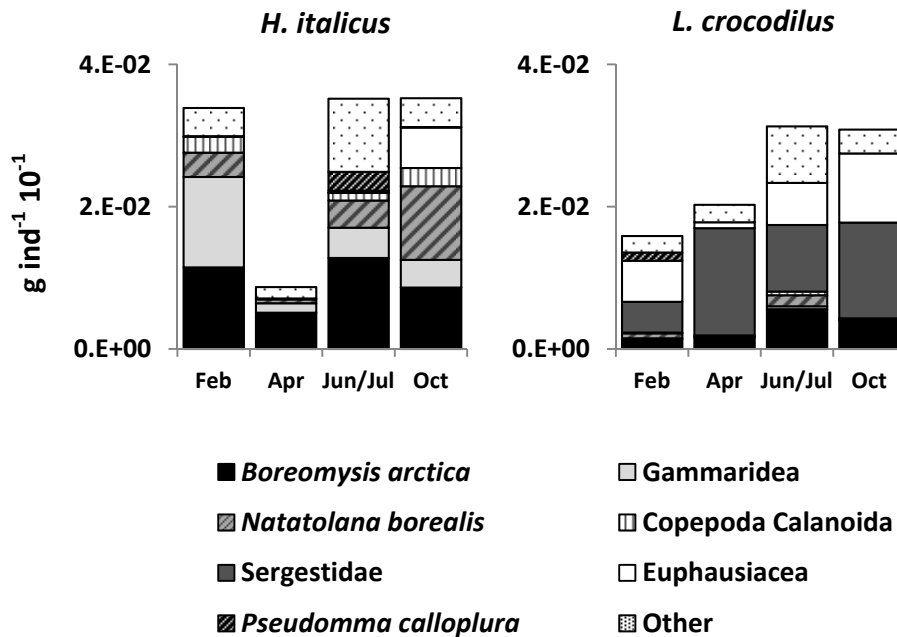 H. italicus
L. crocodilus
4.E-02
2.E-02
0.E+00
g ind⁻¹ 10⁻¹
Feb Apr Jun/Jul Oct
4.E-02
2.E-02
0.E+00
Feb Apr Jun/Jul Oct
Boreomysis arctica
Gammaridea
Natatolana borealis
Copepoda Calanoida
Sergestidae
Euphausiacea
Pseudomma calloplura
Other